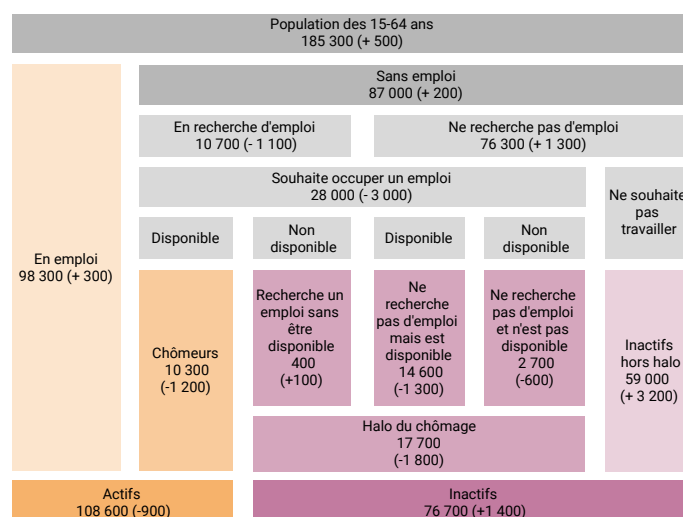 Population des 15-64 ans
185 300 (+ 500)
Sans emploi
87 000 (+ 200)
En recherche d'emploi
10 700 (- 1 100)
Ne recherche pas d'emploi
76 300 (+ 1 300)
Souhaite occuper un emploi
28 000 (- 3 000)
Ne souhaite
pas
travailler
Disponible
Non
disponible
Disponible
Non
disponible
En emploi
98 300 (+ 300)
Chômeurs
10 300
(-1 200)
Recherche un
emploi sans
être
disponible
400
(+100)
Ne
recherche
pas d'emploi
mais est
disponible
14 600
(-1 300)
Ne recherche
pas d'emploi
et n'est pas
disponible
2 700
(-600)
Inactifs
hors halo
59 000
(+ 3 200)
Halo du chômage
17 700
(-1 800)
Actifs
108 600 (-900)
Inactifs
76 700 (+1 400)